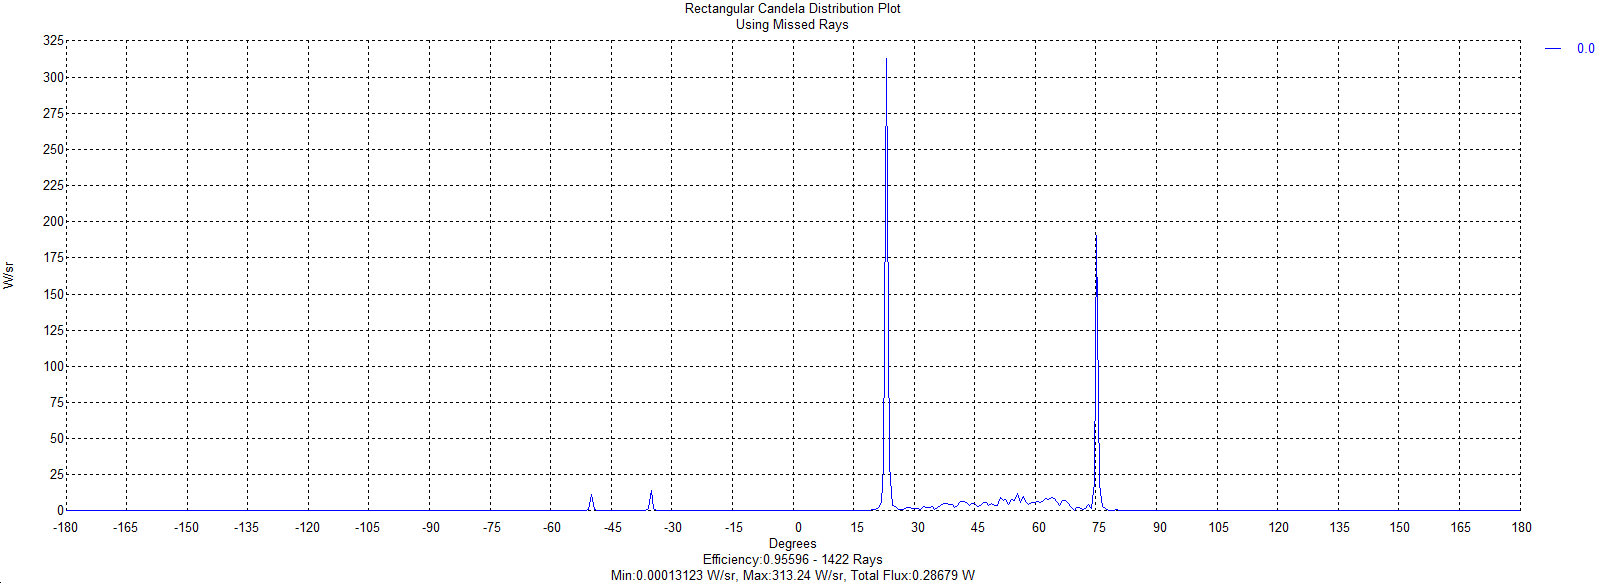 Rectangular Candela Distribution Plot
Using Missed Rays
325
300
275
250
225
200
175
150
125
100
75
50
25
0
W/sr
-180 -165 -150 -135 -120 -105 -90 -75 -60 -45 -30 -15 0 15 30 45 60 75 90 105 120 135 150 165 180
Degrees
Efficiency:0.95596 - 1422 Rays
Min:0.00013123 W/sr, Max:313.24 W/sr, Total Flux:0.28679 W
0.0